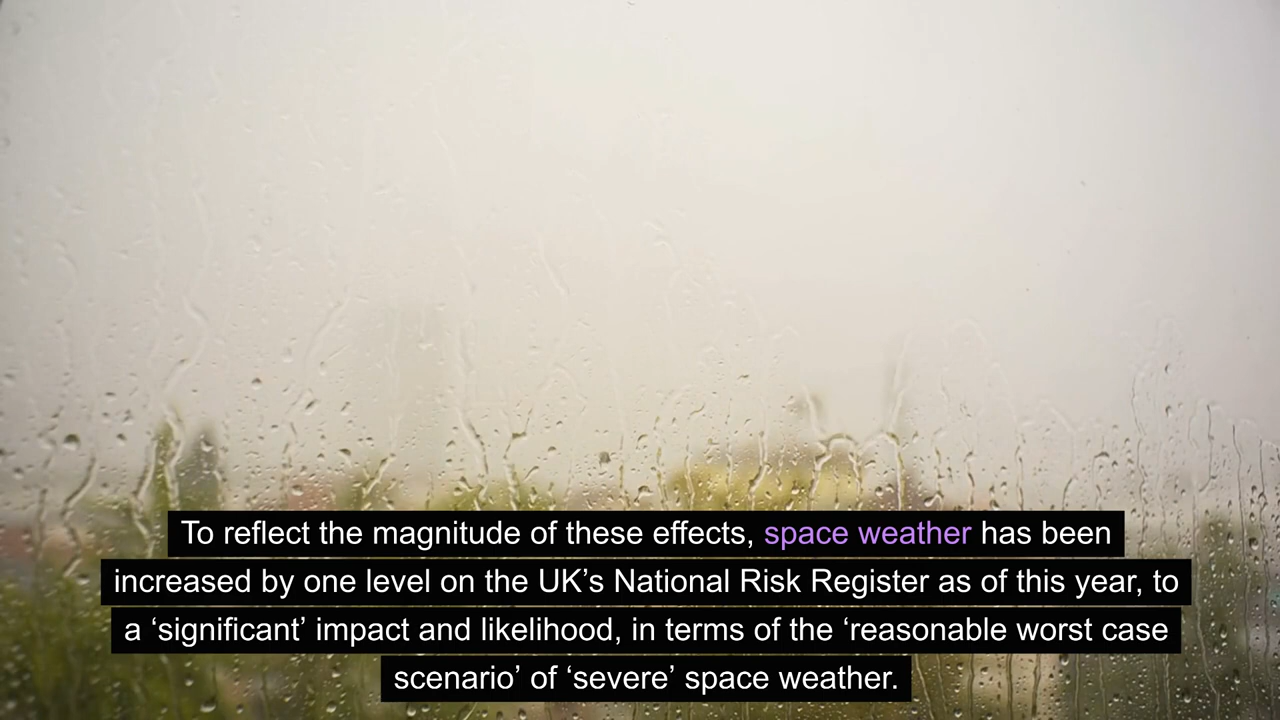 To reflect the magnitude of these effects, space weather has been
increased by one level on the UK’s National Risk Register as of this year, to
a ‘significant’ impact and likelihood, in terms of the ‘reasonable worst case
scenario’ of ‘severe’ space weather.